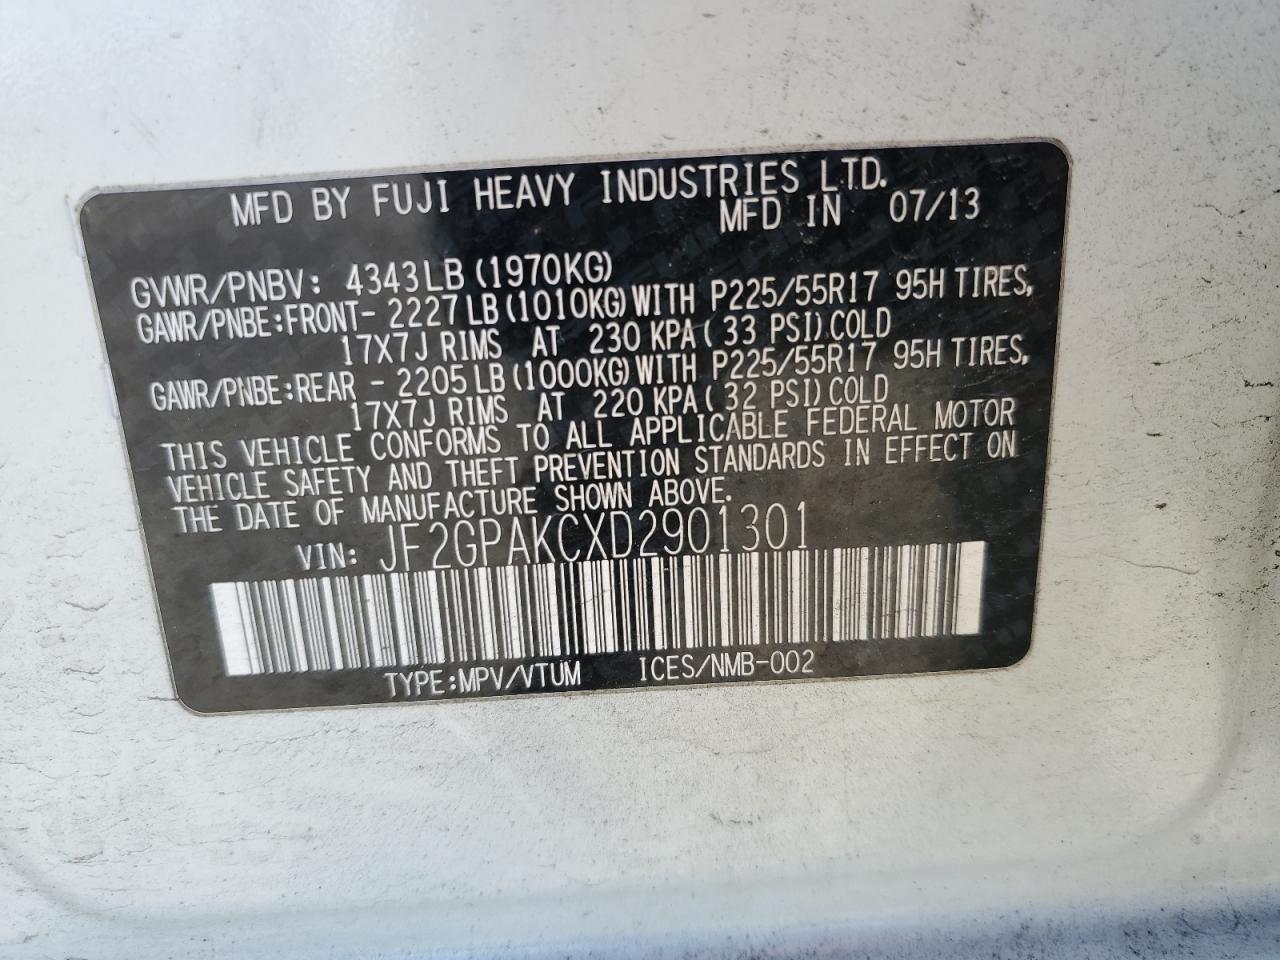 MFD BY FUJI HEAVY INDUSTRIES LTD.
MFD IN 07/13
GVWR/PNBV: 4343LB (1970KG)
GAWR/PNBE:FRONT- 2227LB(1010KG)WITH P225/55R17 95H TIRES,
17X7J RIMS AT 230 KPA( 33 PSI)COLD
GAWR/PNBE:REAR - 2205LB(1000KG)WITH P225/55R17 95H TIRES,
17X7J RIMS AT 220 KPA( 32 PSI)COLD
THIS VEHICLE CONFORMS TO ALL APPLICABLE FEDERAL MOTOR
VEHICLE SAFETY AND THEFT PREVENTION STANDARDS IN EFFECT ON
THE DATE OF MANUFACTURE SHOWN ABOVE.
VIN: JF2GPAKCXD2901301
TYPE:MPV/VTUM ICES/NMB-002